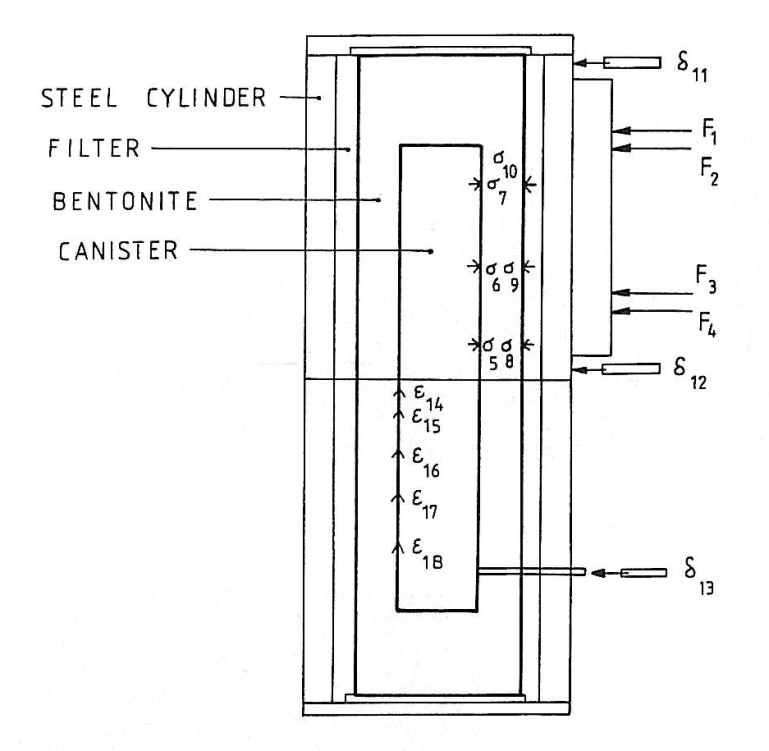 δ11
STEEL CYLINDER
F1
FILTER
F2
σ10
σ7
BENTONITE
CANISTER
σ6 σ9
F3
F4
σ5 σ8
δ12
ε14
ε15
ε16
ε17
ε18
δ13